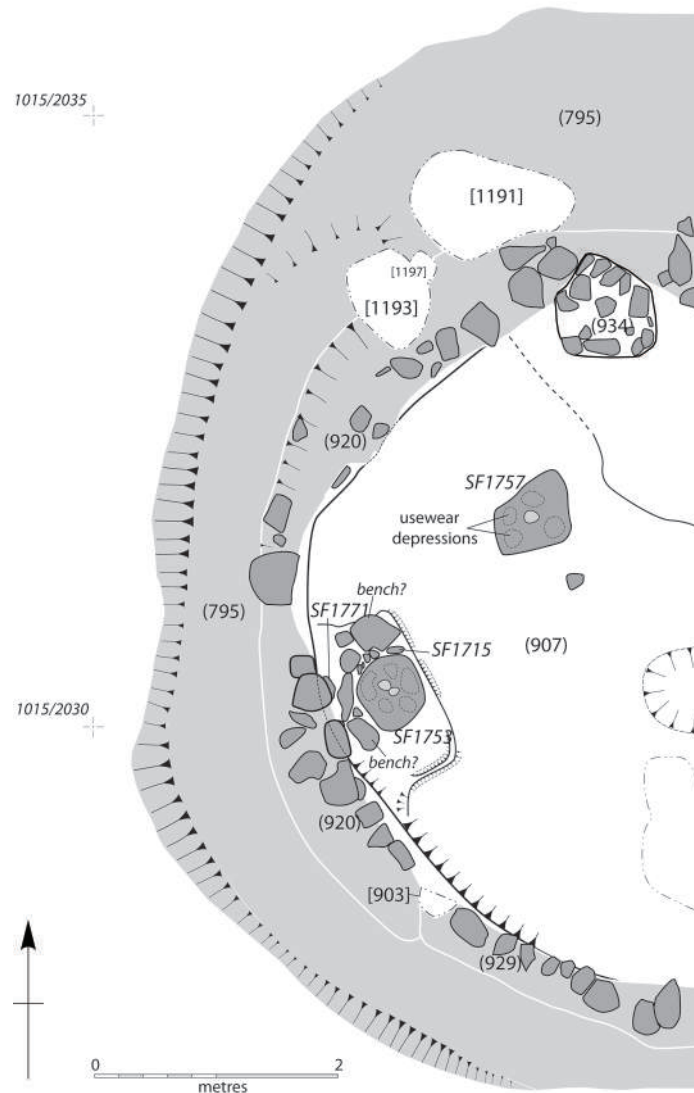 1015/2035
(795)
[1191]
[1197]
[1193]
(934)
(920)
SF1757
usewear
depressions
bench?
SF1771
(795)
SF1715
(907)
1015/2030
SF1753
bench?
(920)
[903]
(929)
0 2
metres